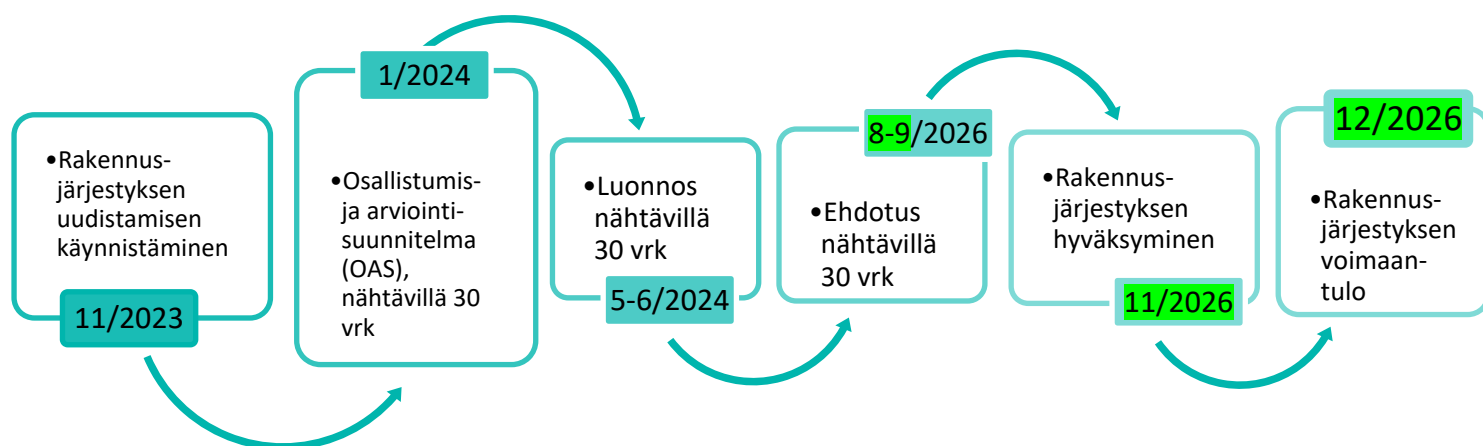 •Rakennus-
järjestyksen
uudistamisen
käynnistäminen
11/2023
1/2024
•Osallistumis-
ja arviointi-
suunnitelma
(OAS),
nähtävillä 30
vrk
•Luonnos
nähtävillä
30 vrk
5-6/2024
8-9/2026
•Ehdotus
nähtävillä
30 vrk
•Rakennus-
järjestyksen
hyväksyminen
11/2026
12/2026
•Rakennus-
järjestyksen
voimaan-
tulo